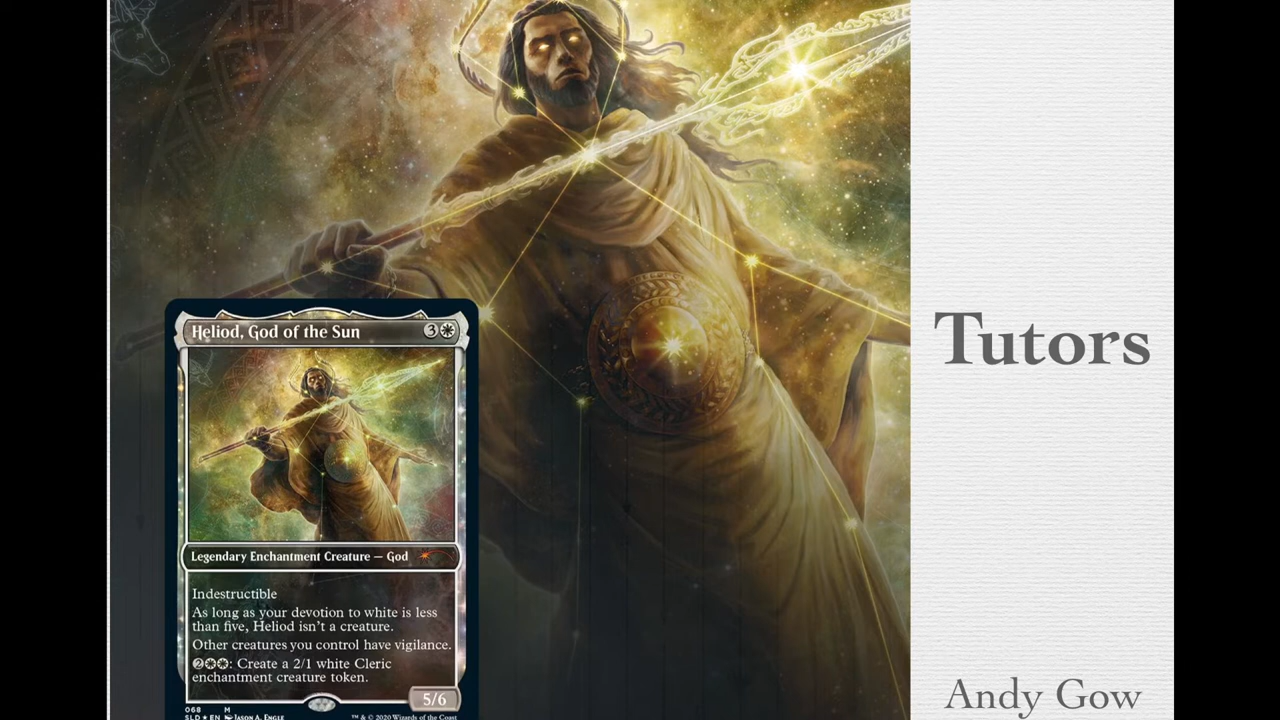 Tutors
Andy Gow
Heliod, God of the Sun
3
Legendary Enchantment Creature — God
Indestructible
As long as your devotion to white is less
than five, Heliod isn't a creature.
Other creatures you control have vigilance.
2: Create a 2/1 white Cleric
enchantment creature token.
5/6
068 M
SLD ★ EN Jason A. Engle
™ & © 2020 Wizards of the Coast